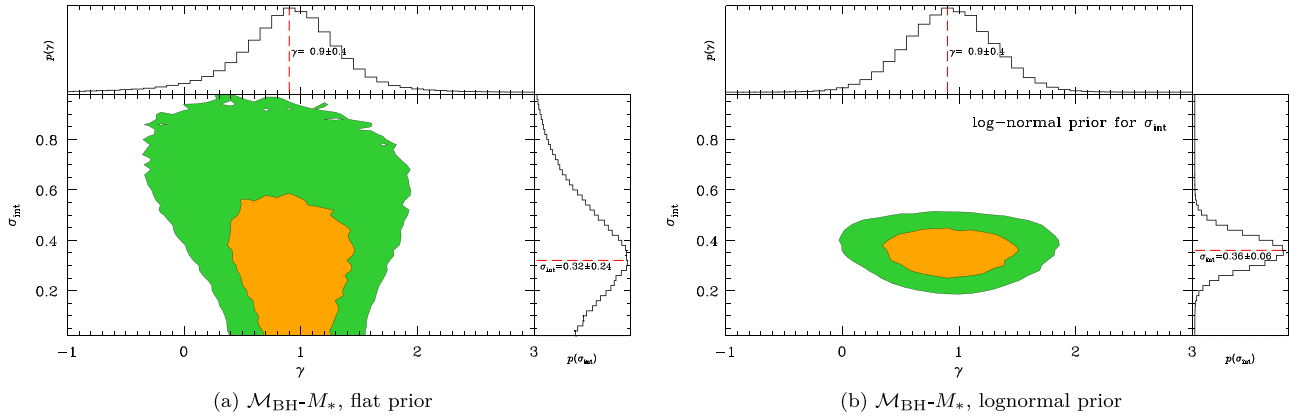 p(γ)
γ= 0.9±0.4
σint
0.8
0.6
0.4
0.2
σint=0.32±0.24
-1 0 1 2 3
γ
p(σint)
(a) MBH-M*, flat prior
p(γ)
γ= 0.9±0.4
log-normal prior for σint
σint
0.8
0.6
0.4
0.2
σint=0.36±0.06
-1 0 1 2 3
γ
p(σint)
(b) MBH-M*, lognormal prior